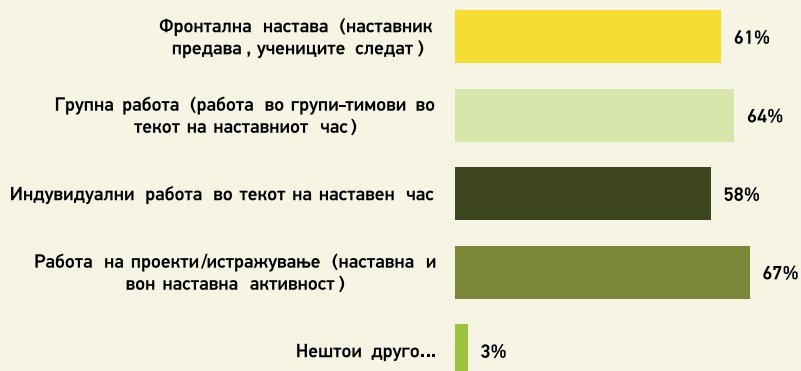 Фронтална настава (наставник
предава , учениците следат )
61%
Групна работа (работа во групи-тимови во
текот на наставниот час)
64%
Индувидуални работа во текот на наставен час
58%
Работа на проекти/истражување (наставна и
вон наставна активност)
67%
Нештои друго...
3%